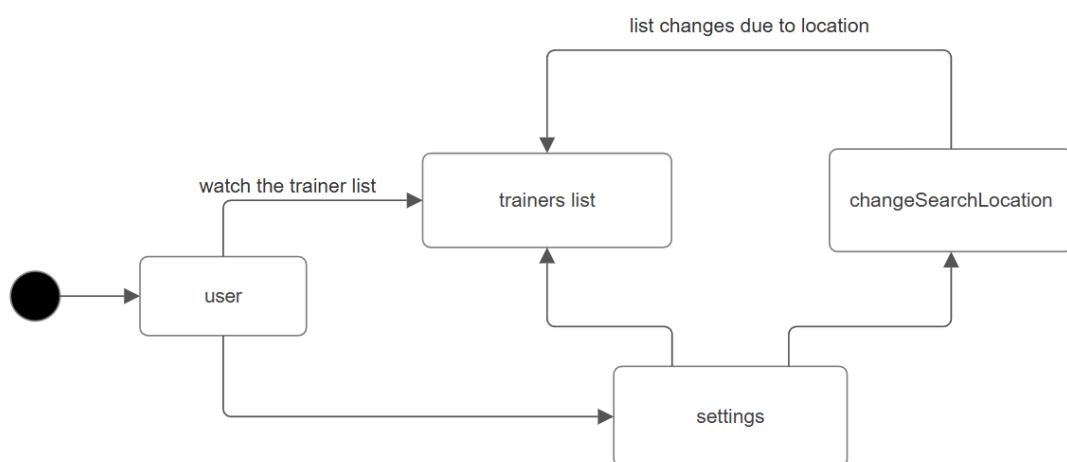 list changes due to location
watch the trainer list
trainers list
changeSearchLocation
user
settings